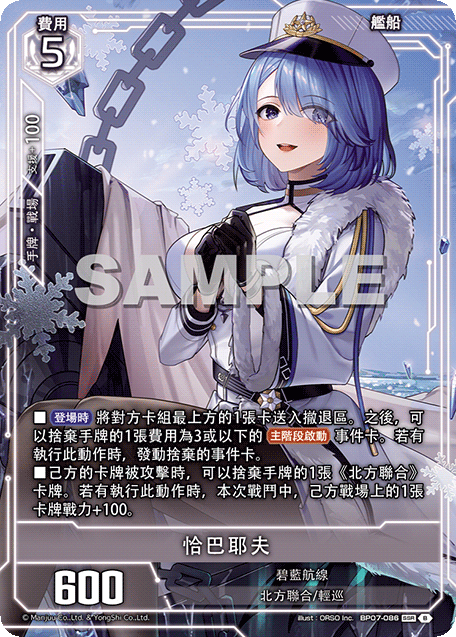 費用
5
艦船
手牌・戰場 支援+100
SAMPLE
■ 登場時 將對方卡組最上方的1張卡送入撤退區。之後，可
以捨棄手牌的1張費用為3或以下的 主階段啟動 事件卡。若有
執行此動作時，發動捨棄的事件卡。
■己方的卡牌被攻擊時，可以捨棄手牌的1張《北方聯合》
卡牌。若有執行此動作時，本次戰鬥中，己方戰場上的1張
卡牌戰力+100。
恰巴耶夫
600
碧藍航線
北方聯合/輕巡
© Manjuu Co.,Ltd. & YongShi Co.,Ltd.
illust : ORSO Inc. BP07-086 SSR